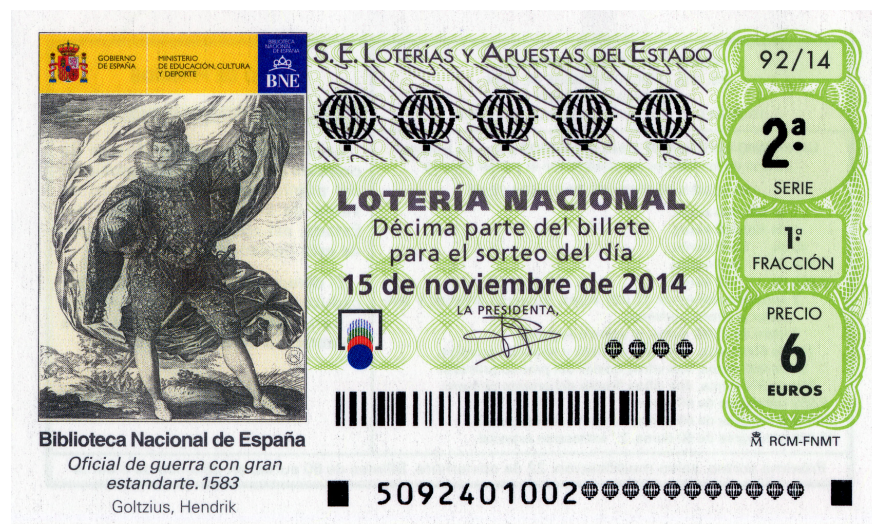 GOBIERNO
DE ESPAÑA
MINISTERIO
DE EDUCACIÓN, CULTURA
Y DEPORTE
BIBLIOTECA
NACIONAL
DE ESPAÑA
BNE
S.E. LOTERÍAS Y APUESTAS DEL ESTADO
LOTERÍA NACIONAL
Décima parte del billete
para el sorteo del día
15 de noviembre de 2014
LA PRESIDENTA,
92/14
2ª
SERIE
1ª
FRACCIÓN
PRECIO
6
EUROS
RCM-FNMT
Biblioteca Nacional de España
Oficial de guerra con gran
estandarte.1583
Goltzius, Hendrik
5092401002